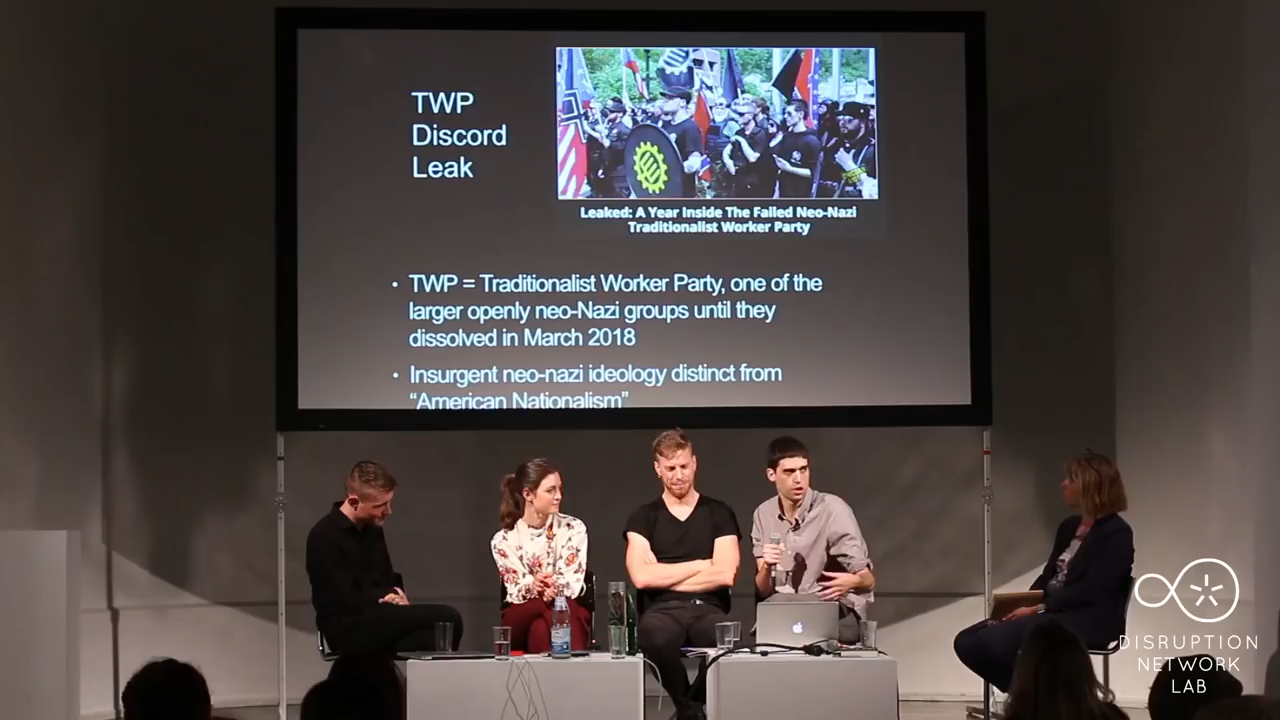 TWP
Discord
Leak
Leaked: A Year Inside The Failed Neo-Nazi
Traditionalist Worker Party
• TWP = Traditionalist Worker Party, one of the
larger openly neo-Nazi groups until they
dissolved in March 2018
• Insurgent neo-nazi ideology distinct from
“American Nationalism”
DISRUPTION
NETWORK
LAB